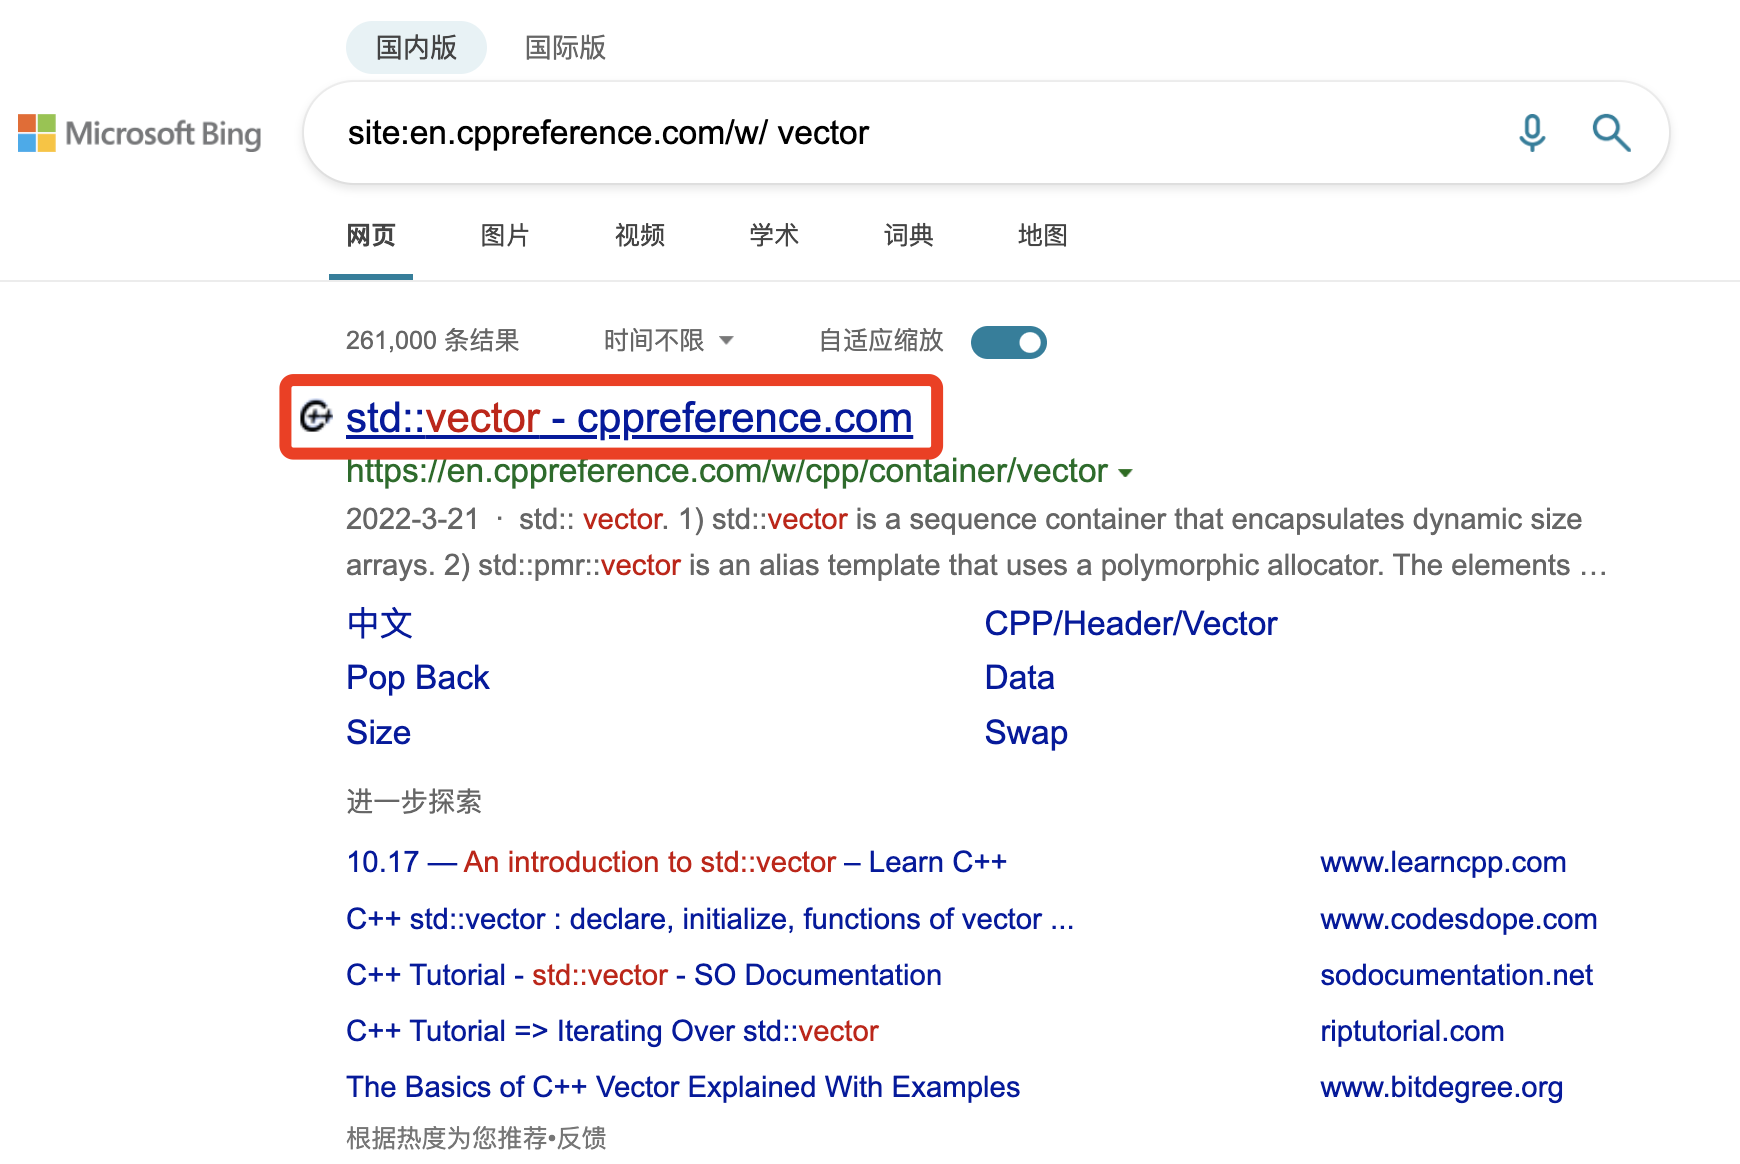 国内版 国际版
Microsoft Bing
site:en.cppreference.com/w/ vector
网页 图片 视频 学术 词典 地图
261,000 条结果 时间不限 自适应缩放
std::vector - cppreference.com
https://en.cppreference.com/w/cpp/container/vector
2022-3-21 · std:: vector. 1) std::vector is a sequence container that encapsulates dynamic size
arrays. 2) std::pmr::vector is an alias template that uses a polymorphic allocator. The elements …
中文 CPP/Header/Vector
Pop Back Data
Size Swap
进一步探索
10.17 — An introduction to std::vector – Learn C++ www.learncpp.com
C++ std::vector : declare, initialize, functions of vector ... www.codesdope.com
C++ Tutorial - std::vector - SO Documentation sodocumentation.net
C++ Tutorial => Iterating Over std::vector riptutorial.com
The Basics of C++ Vector Explained With Examples www.bitdegree.org
根据热度为您推荐•反馈